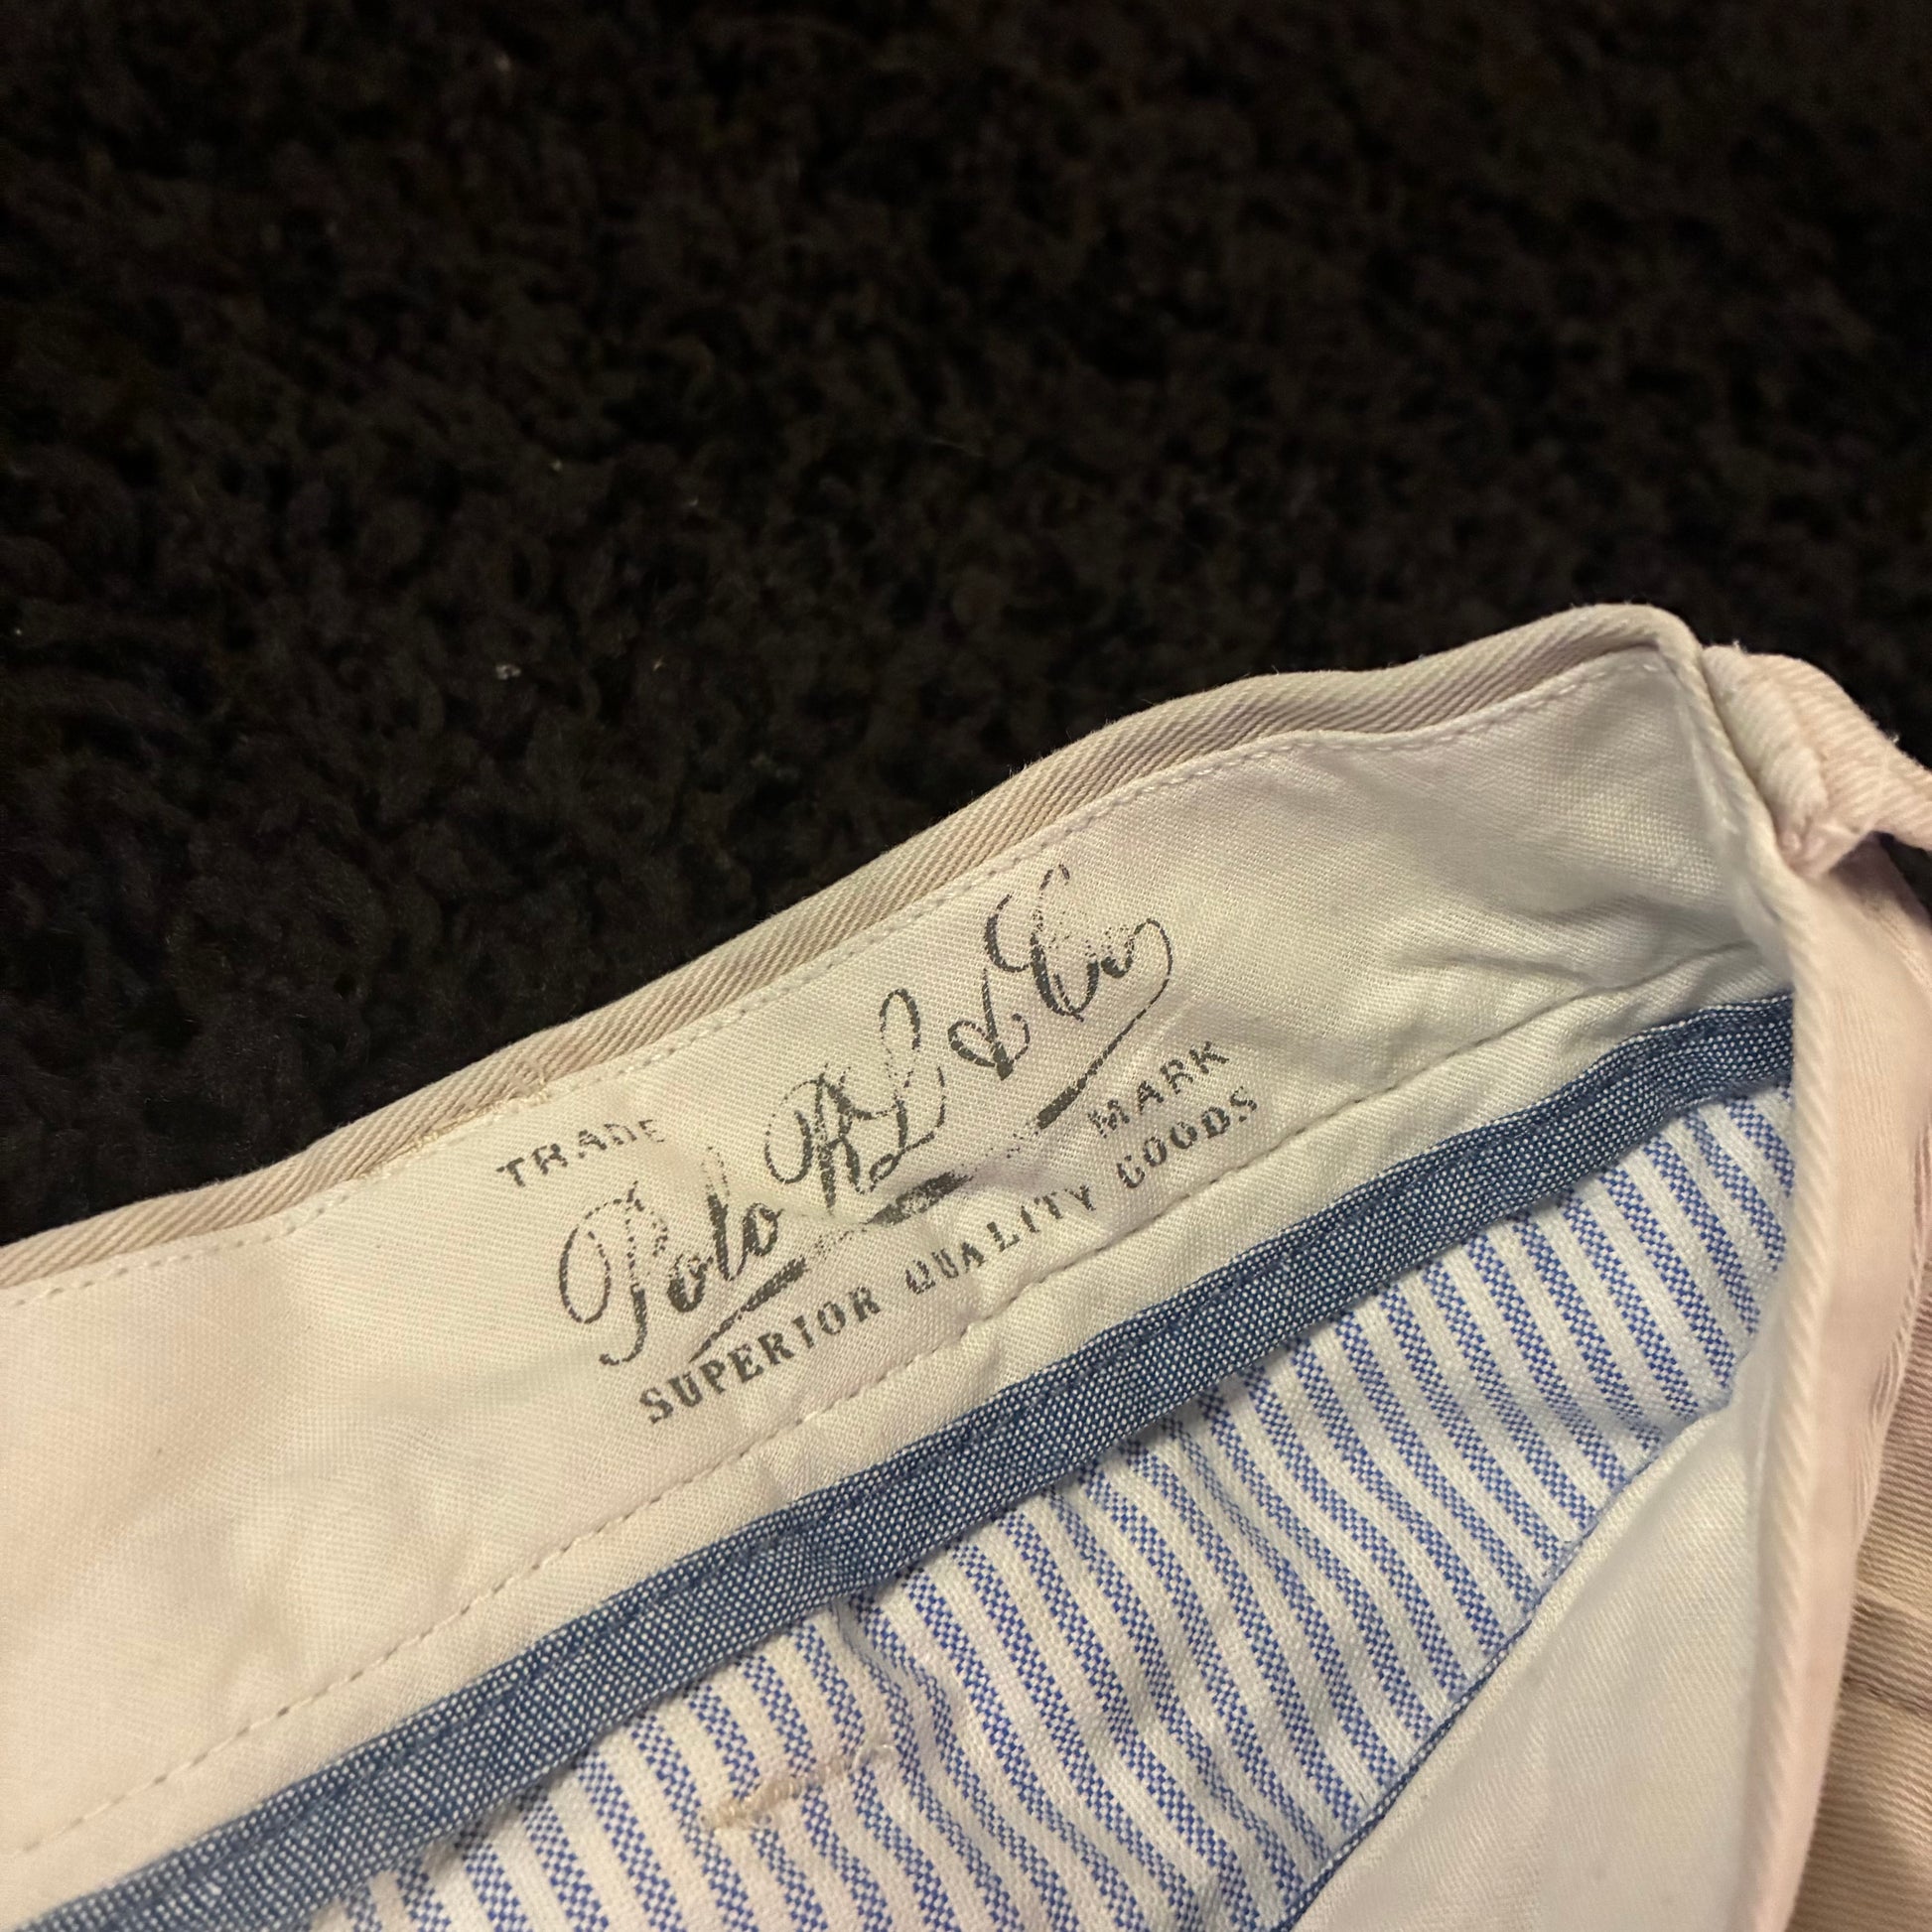 TRADE MARK
Polo RL & Co
SUPERIOR QUALITY GOODS